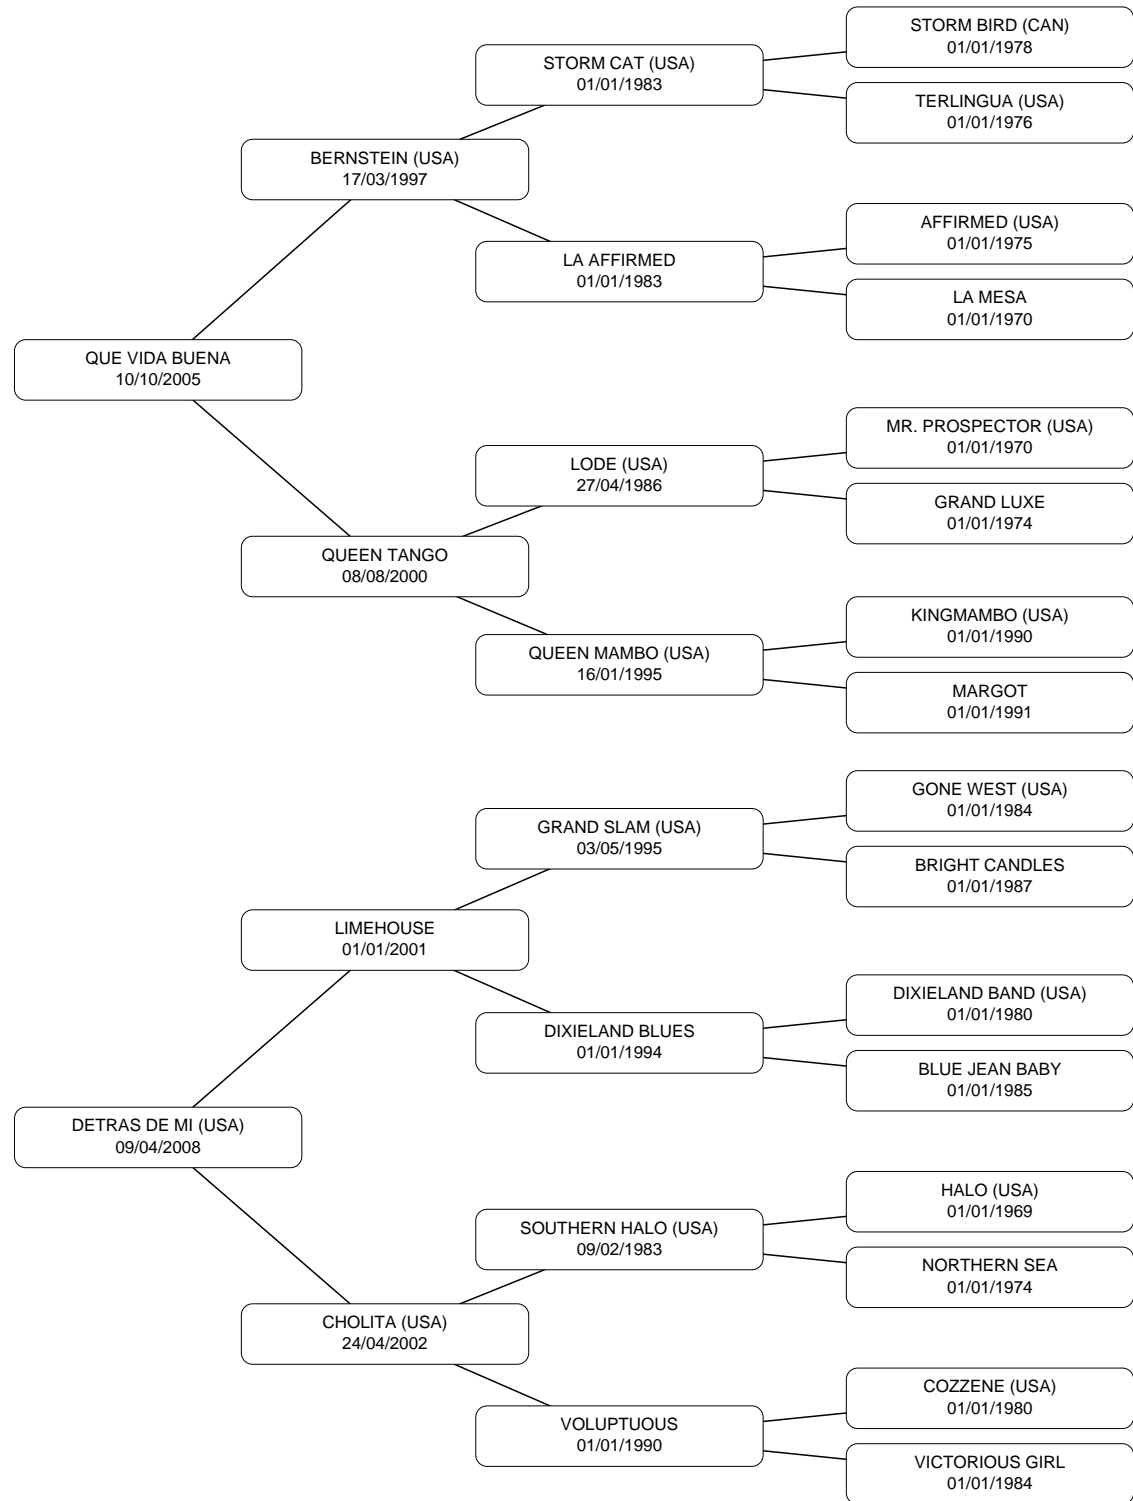 STORM BIRD (CAN)
01/01/1978
STORM CAT (USA)
01/01/1983
TERLINGUA (USA)
01/01/1976
BERNSTEIN (USA)
17/03/1997
AFFIRMED (USA)
01/01/1975
LA AFFIRMED
01/01/1983
LA MESA
01/01/1970
QUE VIDA BUENA
10/10/2005
MR. PROSPECTOR (USA)
01/01/1970
LODE (USA)
27/04/1986
GRAND LUXE
01/01/1974
QUEEN TANGO
08/08/2000
KINGMAMBO (USA)
01/01/1990
QUEEN MAMBO (USA)
16/01/1995
MARGOT
01/01/1991
GONE WEST (USA)
01/01/1984
GRAND SLAM (USA)
03/05/1995
BRIGHT CANDLES
01/01/1987
LIMEHOUSE
01/01/2001
DIXIELAND BAND (USA)
01/01/1980
DIXIELAND BLUES
01/01/1994
BLUE JEAN BABY
01/01/1985
DETRAS DE MI (USA)
09/04/2008
HALO (USA)
01/01/1969
SOUTHERN HALO (USA)
09/02/1983
NORTHERN SEA
01/01/1974
CHOLITA (USA)
24/04/2002
COZZENE (USA)
01/01/1980
VOLUPTUOUS
01/01/1990
VICTORIOUS GIRL
01/01/1984